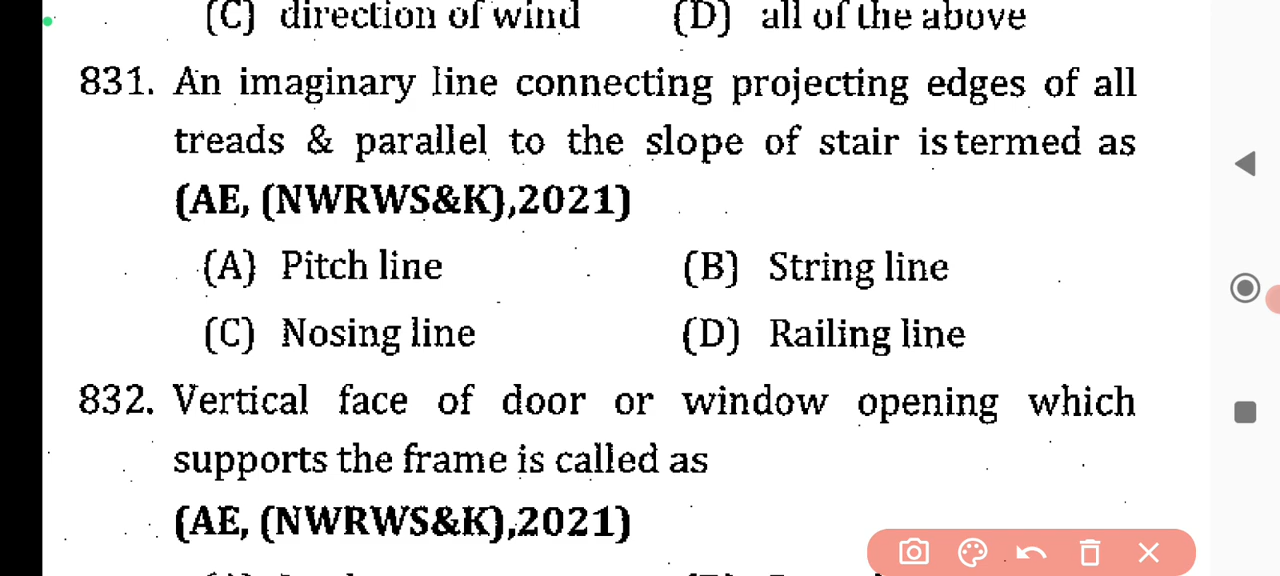 (C) direction of wind (D) all of the above
831. An imaginary line connecting projecting edges of all
treads & parallel to the slope of stair is termed as
(AE, (NWRWS&K),2021)
(A) Pitch line (B) String line
(C) Nosing line (D) Railing line
832. Vertical face of door or window opening which
supports the frame is called as
(AE, (NWRWS&K),2021)